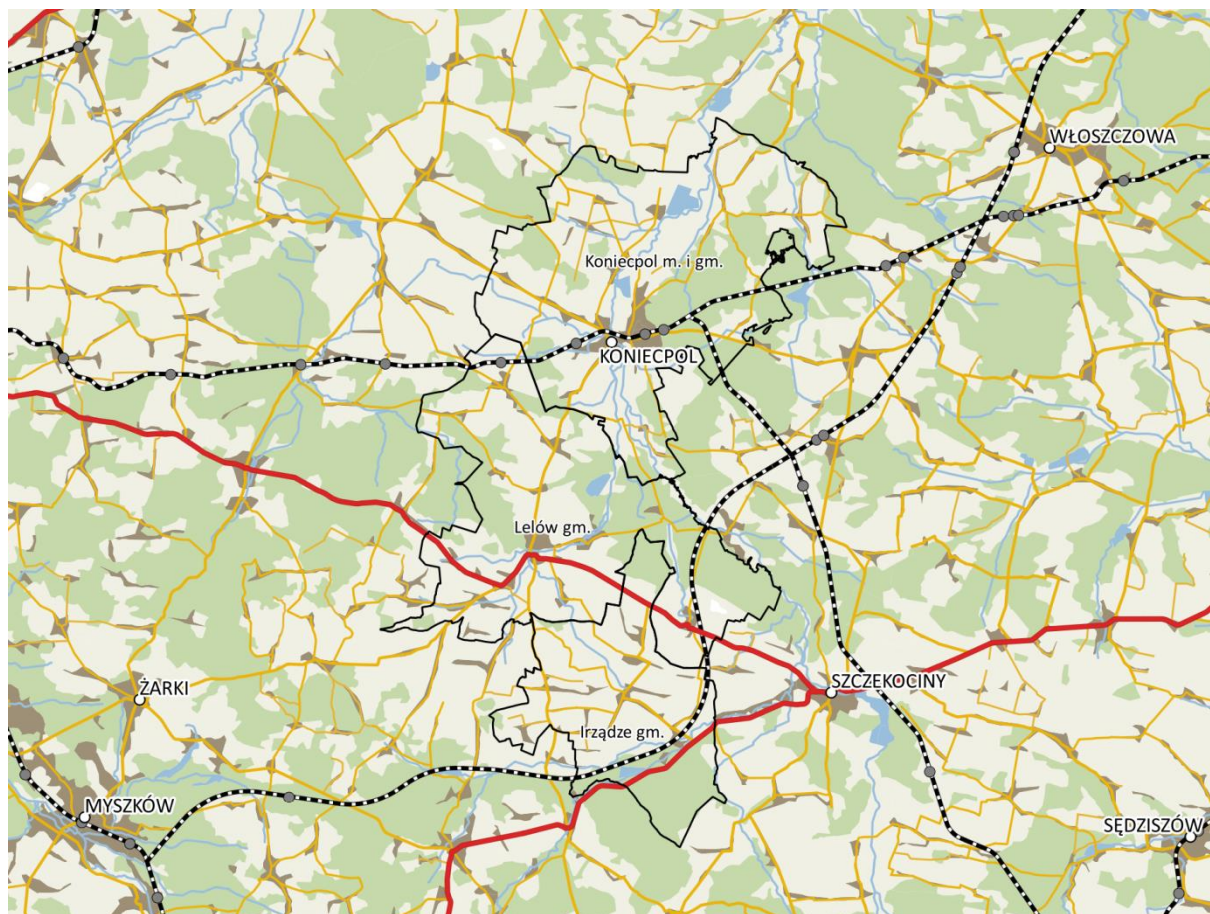 WŁOSZCZOWA
Koniecpol m. i gm.
KONIECPOL
Lelów gm.
SZCZEKOCINY
ŻARKI
Irządze gm.
MYSZKÓW
SĘDZISZÓW